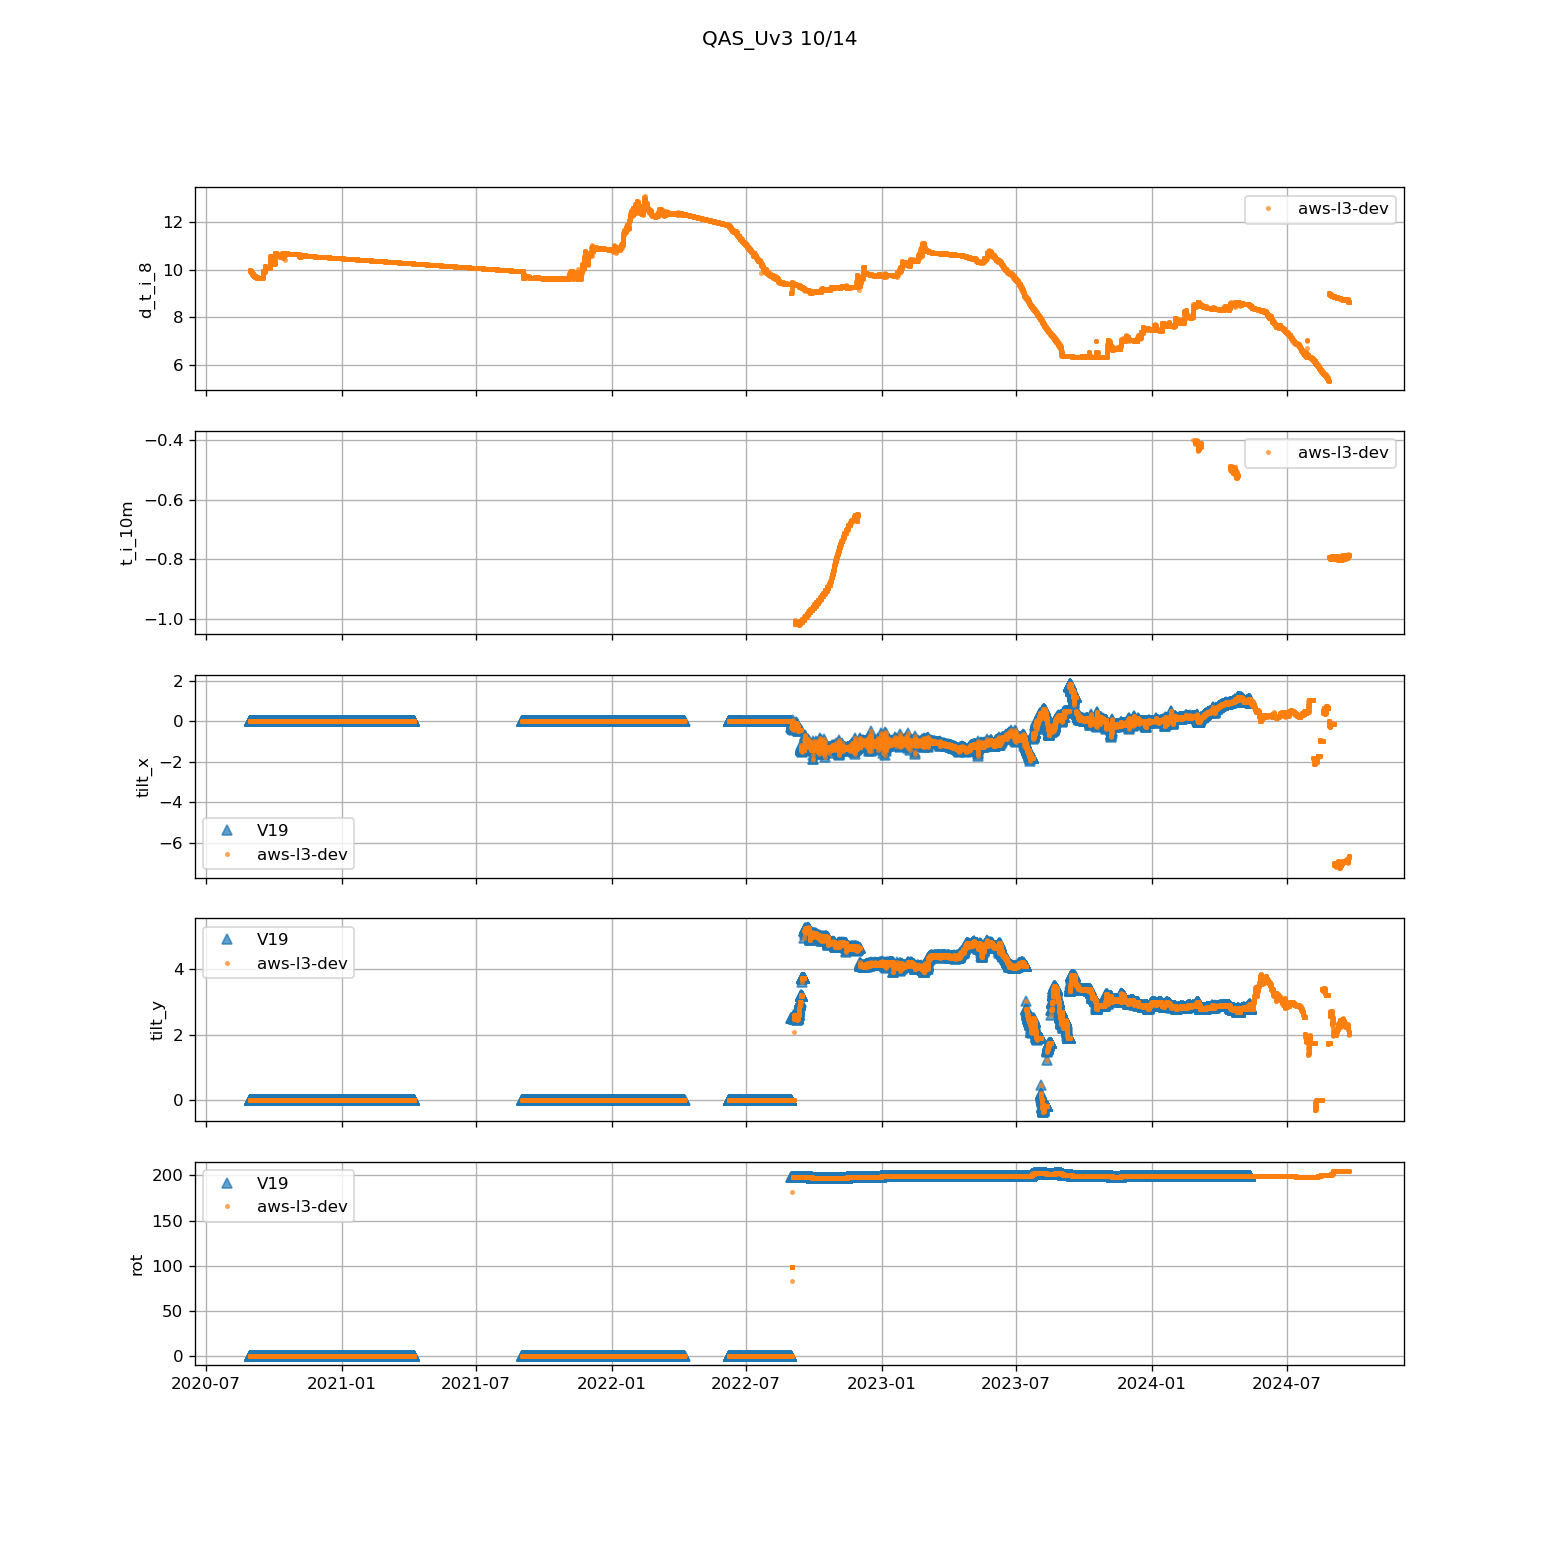 QAS_Uv3 10/14
12
10
8
6
d_t_i_8
aws-l3-dev
−0.4
−0.6
−0.8
−1.0
t_i_10m
aws-l3-dev
2
0
−2
−4
−6
tilt_x
V19
aws-l3-dev
4
2
0
tilt_y
V19
aws-l3-dev
200
150
100
50
0
rot
V19
aws-l3-dev
2020-07 2021-01 2021-07 2022-01 2022-07 2023-01 2023-07 2024-01 2024-07